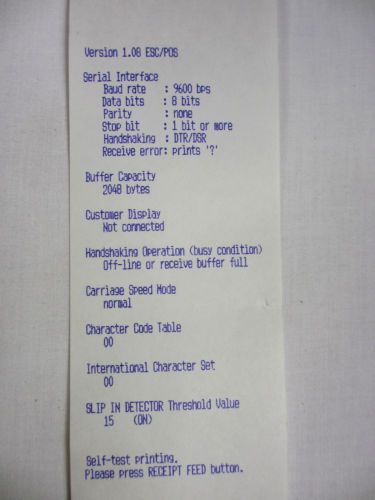 Version 1.08 ESC/POS
Serial Interface
Baud rate : 9600 bps
Data bits : 8 bits
Parity : none
Stop bit : 1 bit or more
Handshaking : DTR/DSR
Receive error: prints '?'
Buffer Capacity
2048 bytes
Customer Display
Not connected
Handshaking Operation (busy condition)
Off-line or receive buffer full
Carriage Speed Mode
normal
Character Code Table
00
International Character Set
00
SLIP IN DETECTOR Threshold Value
15 (ON)
Self-test printing.
Please press RECEIPT FEED button.